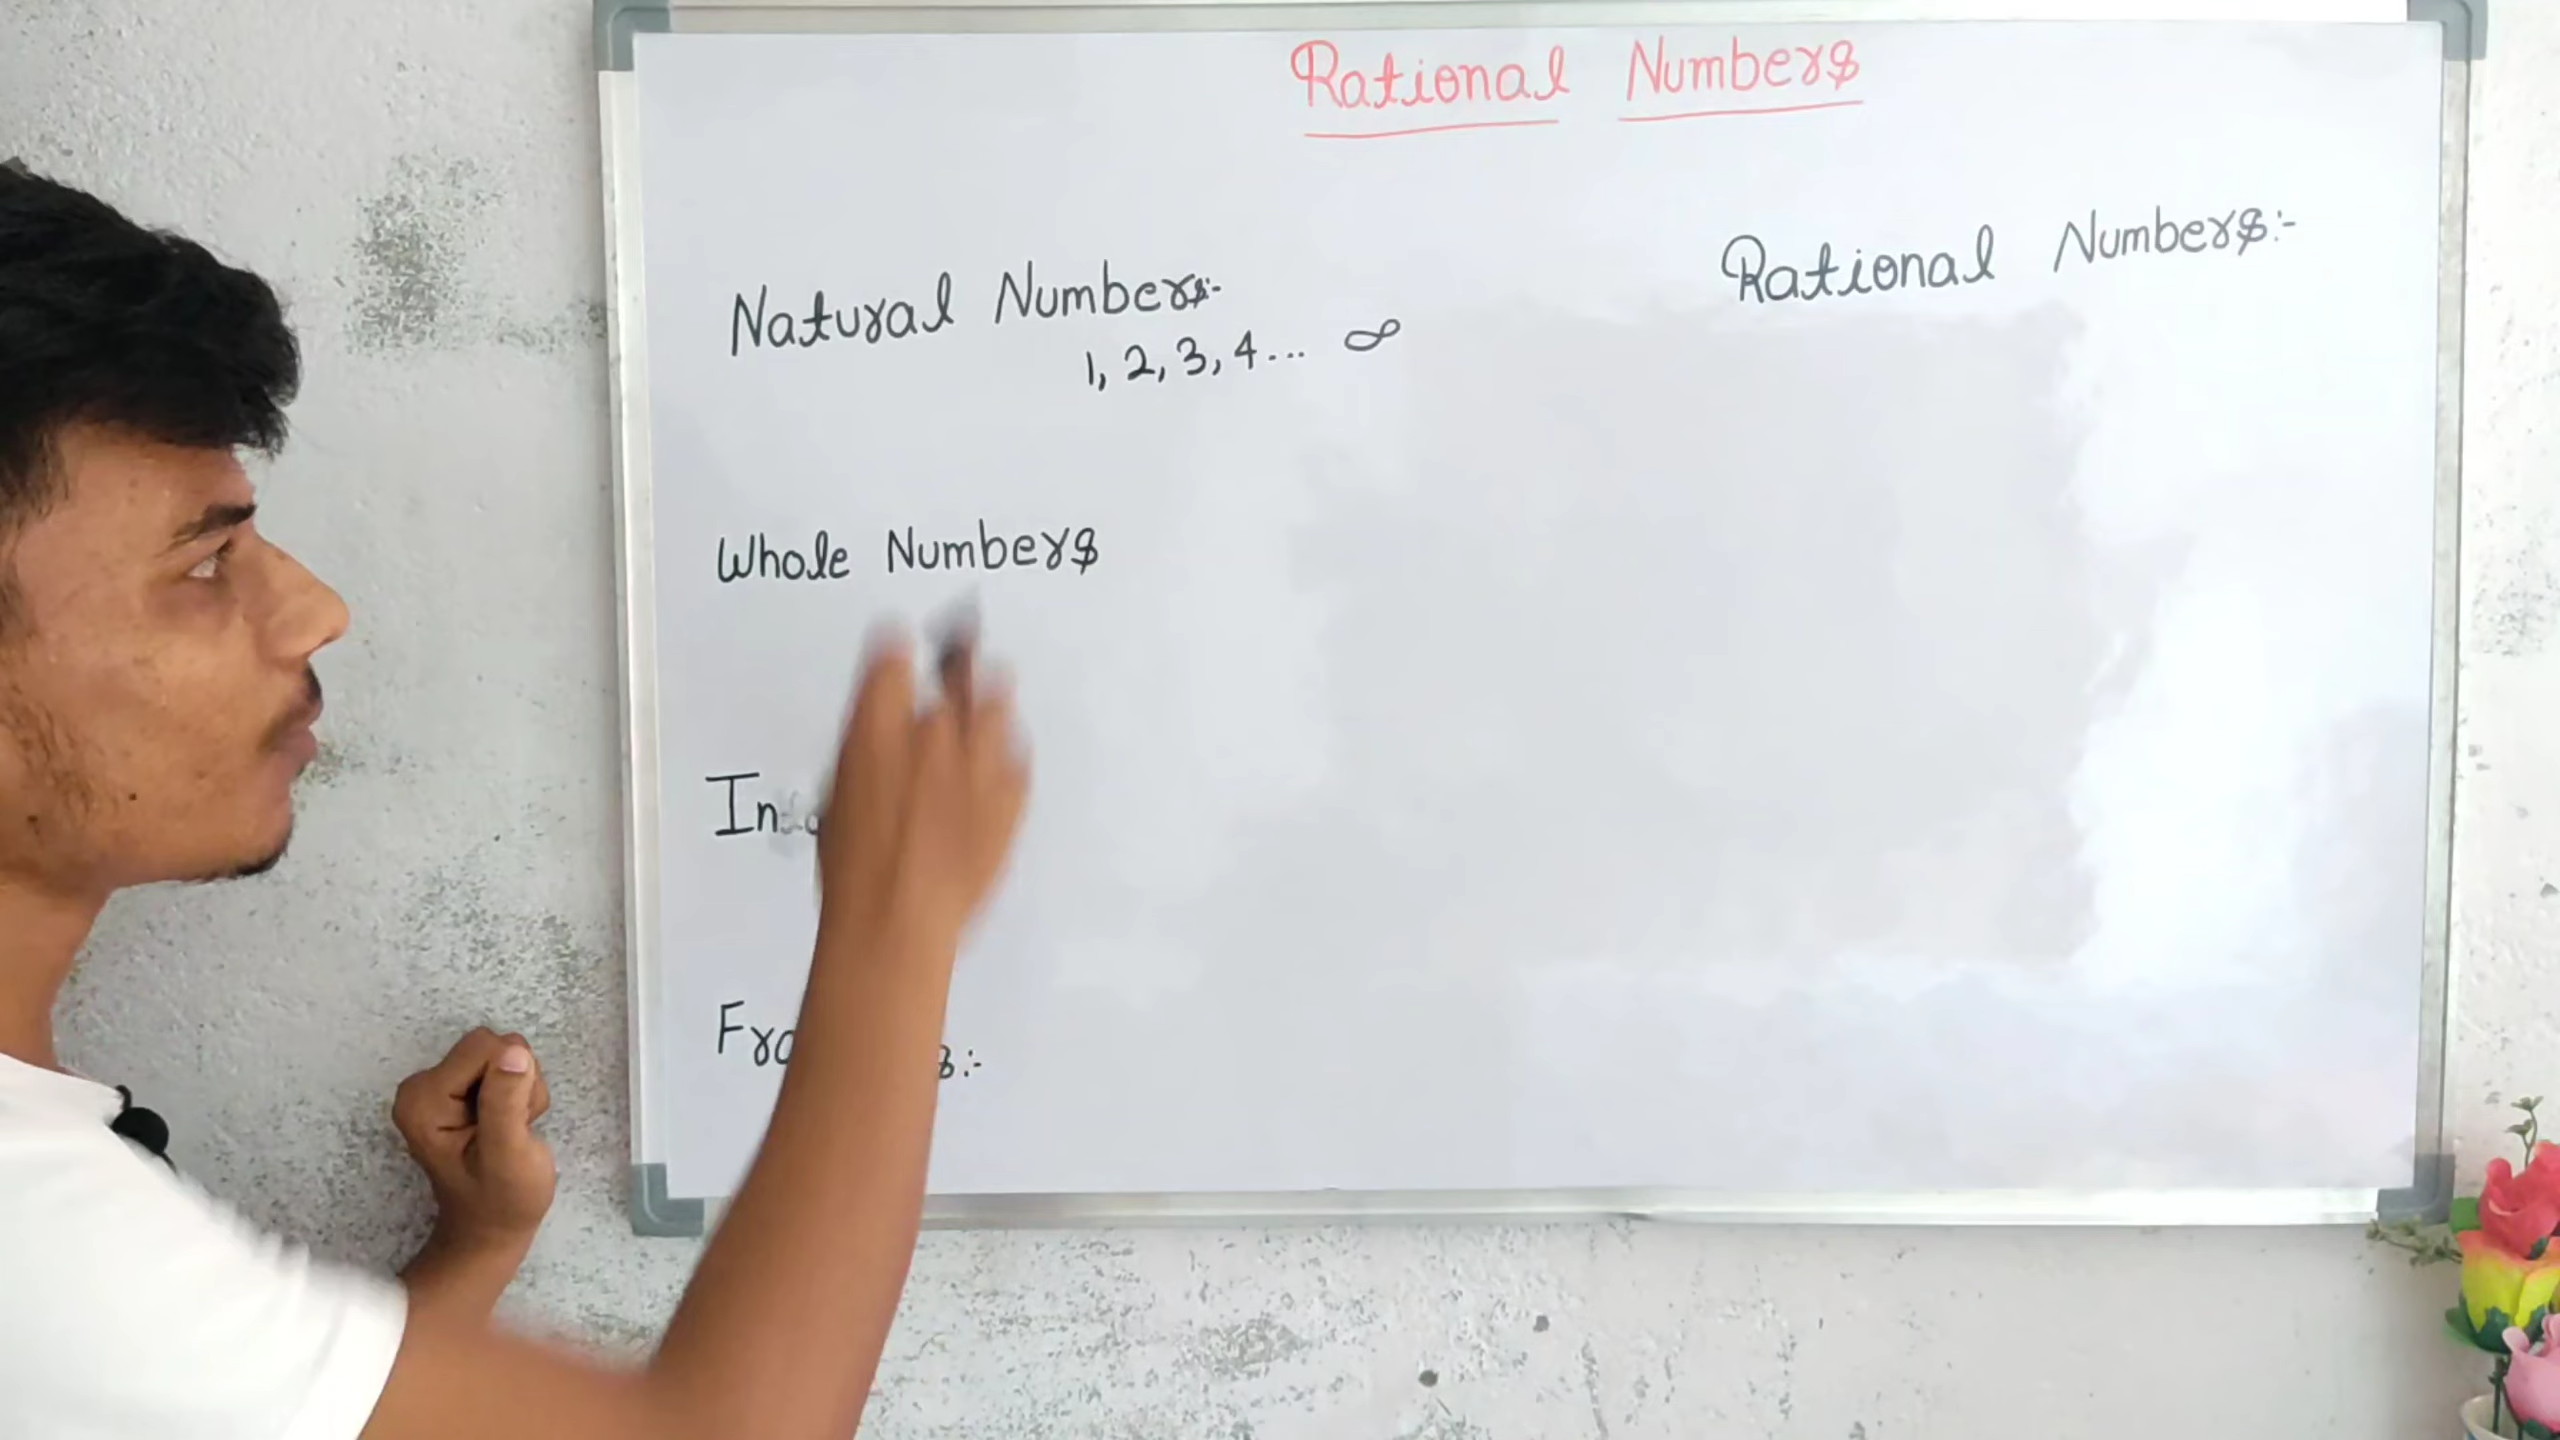 Rational Numbers
Natural Numbers:-
1, 2, 3, 4... ∞
Whole Numbers
Rational Numbers:-